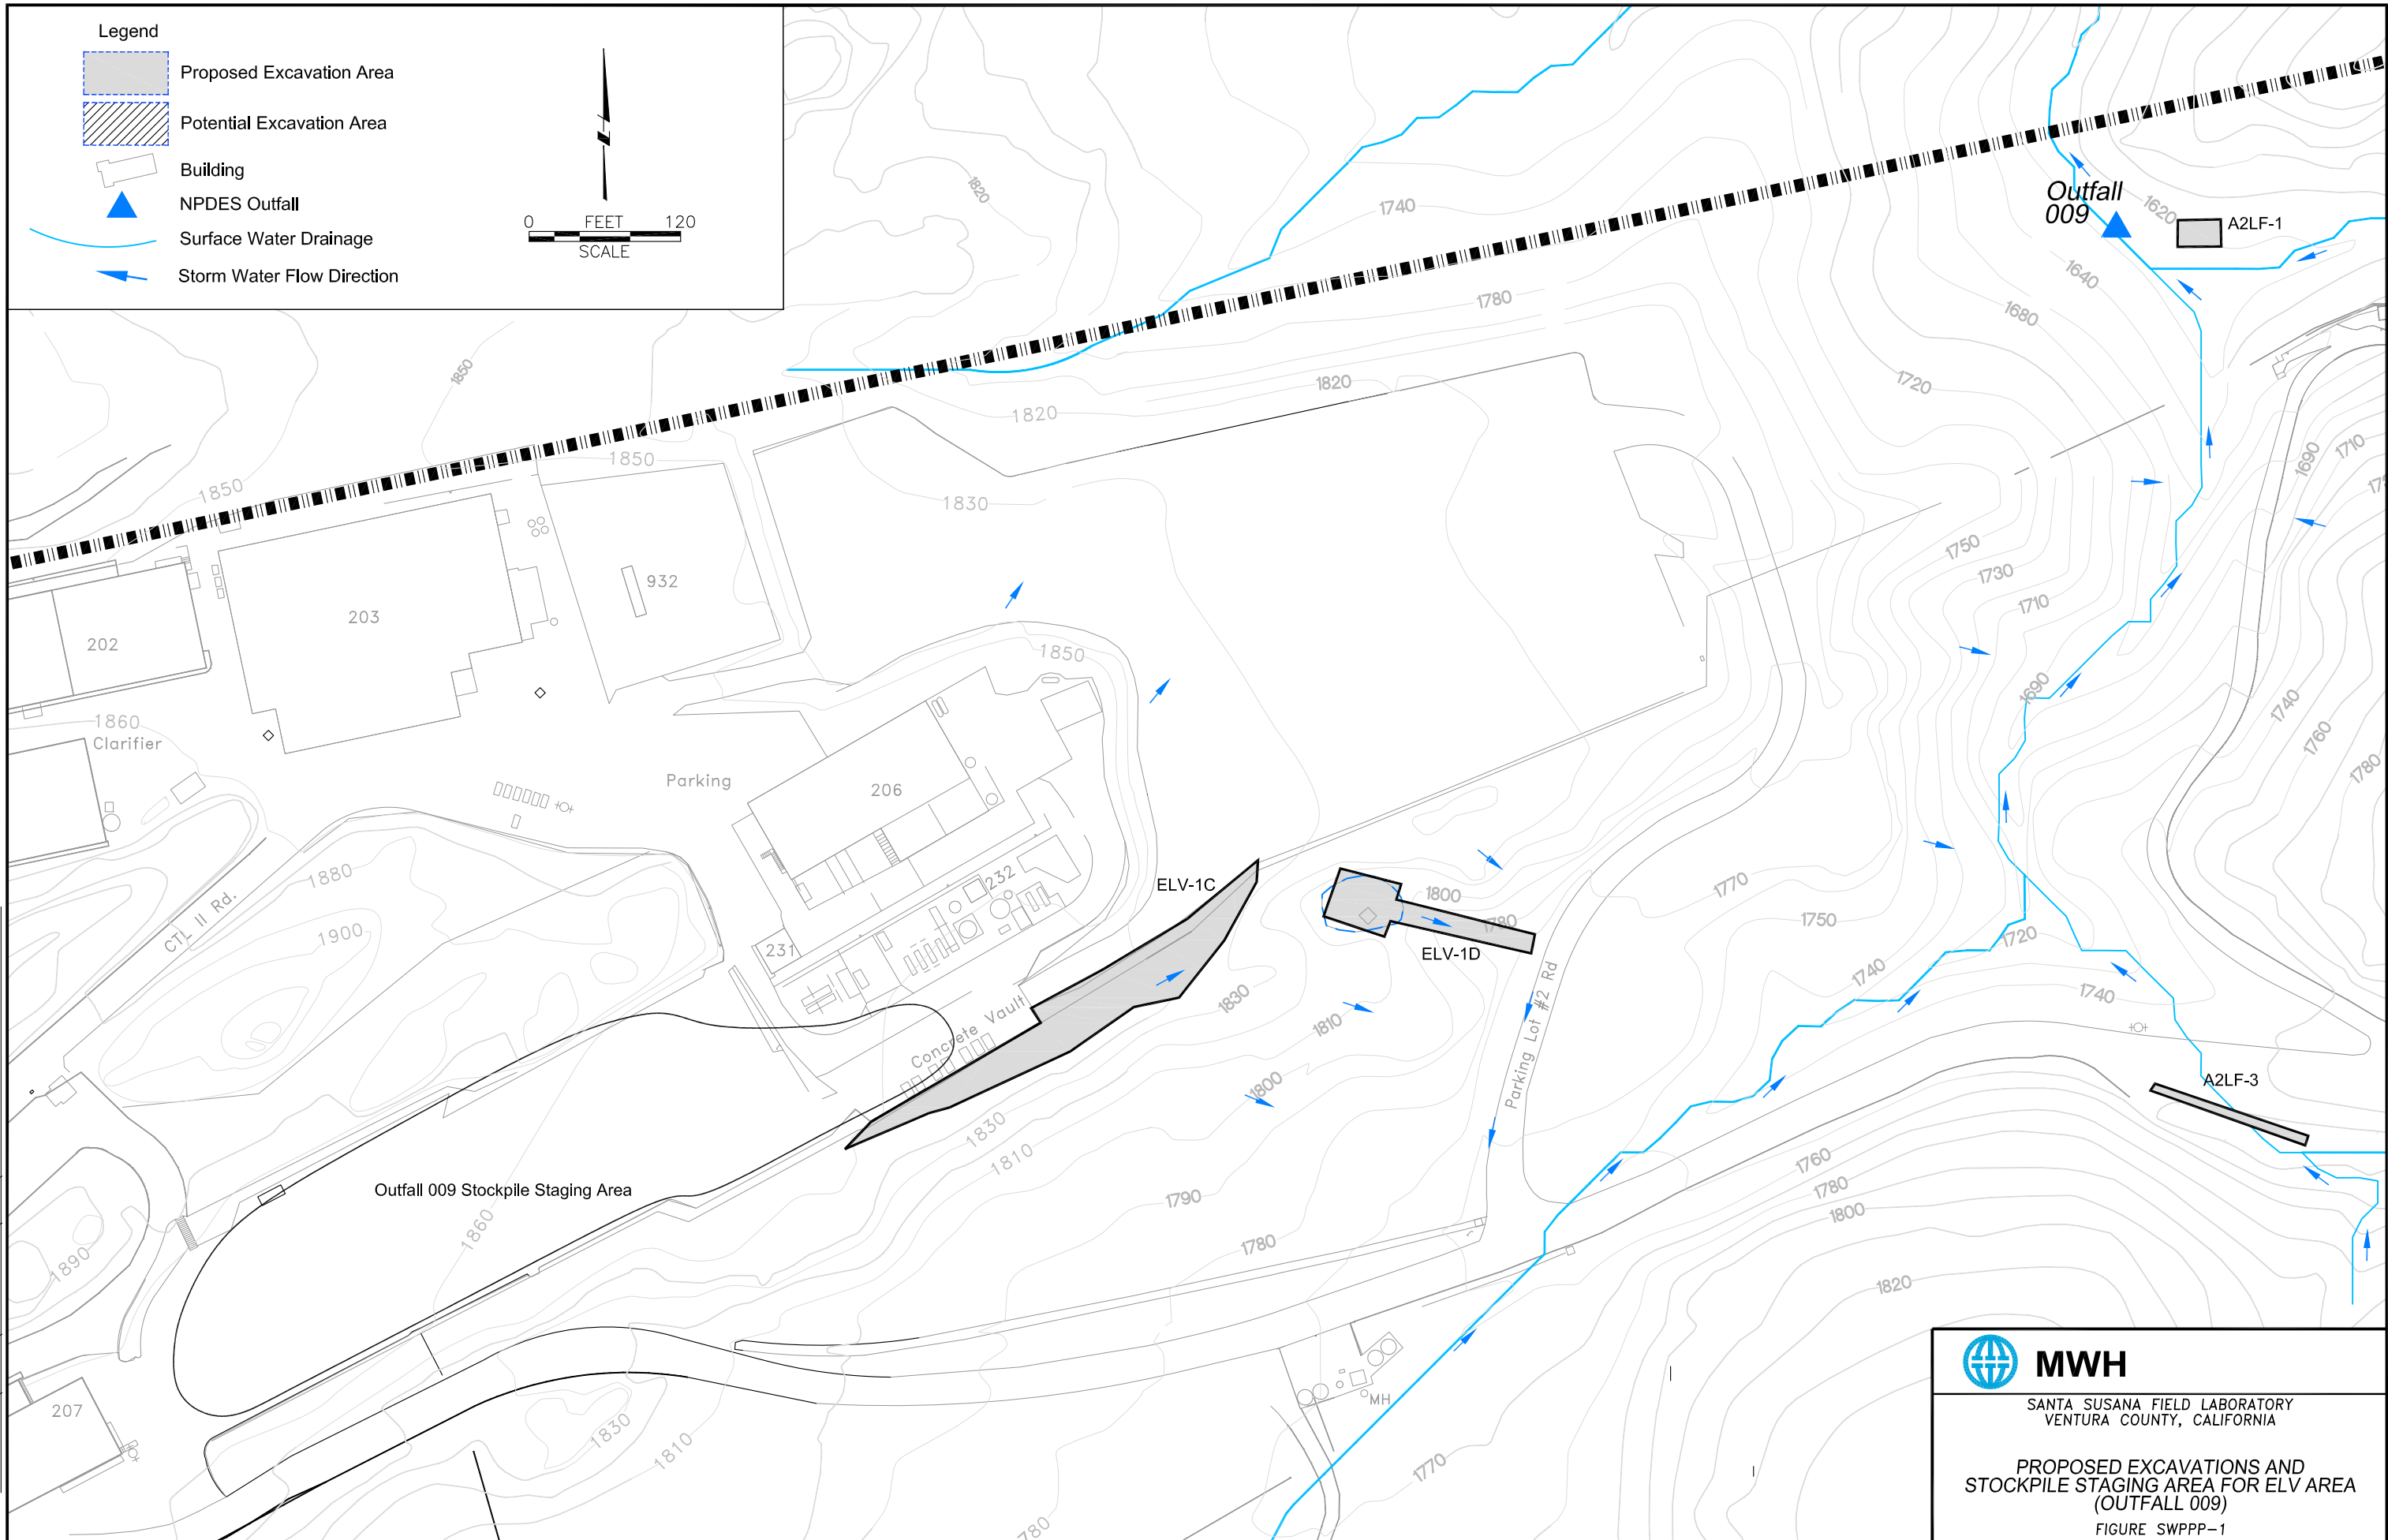 Legend
Proposed Excavation Area
Potential Excavation Area
Building
NPDES Outfall
Surface Water Drainage
Storm Water Flow Direction
0 FEET 120
SCALE
1820
1740
Outfall
009
1620
A2LF-1
1640
1680
1780
1720
1850
1820
1820
1850
1850
1830
1690
1710
1750
1730
1710
1690
1740
1760
1780
932
203
202
1850
1860
Clarifier
Parking
206
232
231
1880
CTL II Rd.
1900
ELV-1C
1800
1780
ELV-1D
1770
1750
1720
1740
1740
Concrete Vault
1830
1810
1800
Parking Lot #2 Rd
A2LF-3
1830
1810
1760
1780
1800
1790
1780
Outfall 009 Stockpile Staging Area
1860
1890
1820
207
1830
1810
MH
1770
MWH
SANTA SUSANA FIELD LABORATORY
VENTURA COUNTY, CALIFORNIA
PROPOSED EXCAVATIONS AND
STOCKPILE STAGING AREA FOR ELV AREA
(OUTFALL 009)
FIGURE SWPPP-1